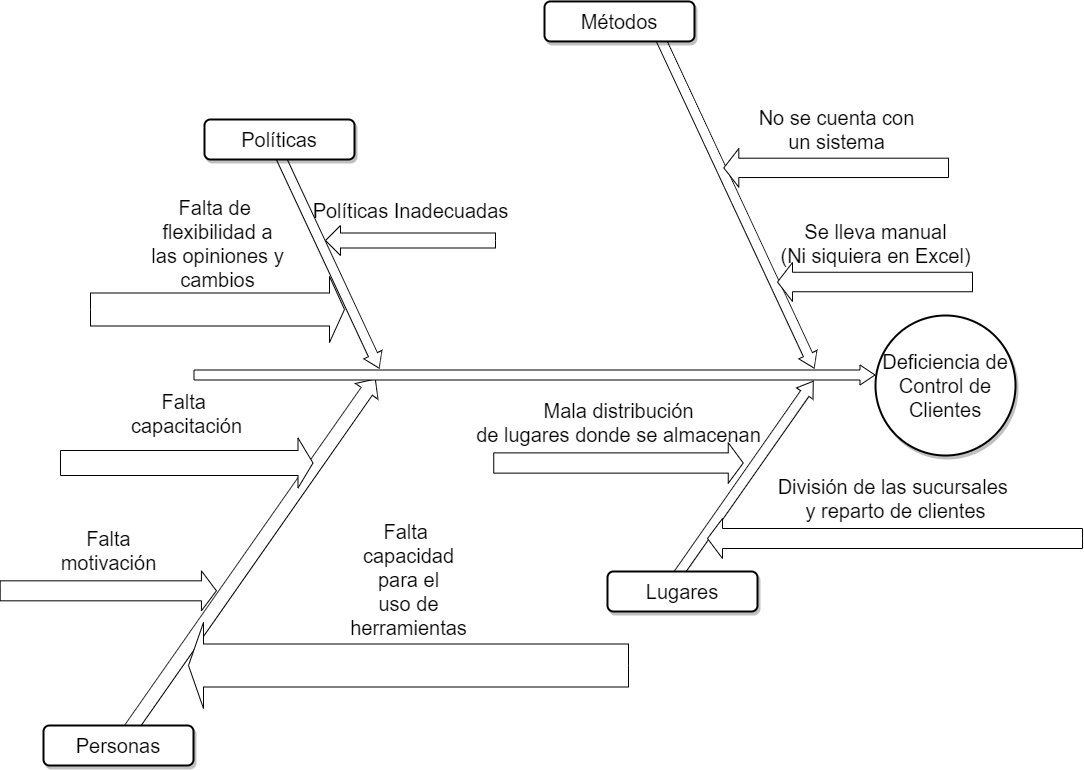 Métodos
No se cuenta con
un sistema
Políticas
Falta de
flexibilidad a
las opiniones y
cambios
Políticas Inadecuadas
Se lleva manual
(Ni siquiera en Excel)
Deficiencia de
Control de
Clientes
Falta
capacitación
Mala distribución
de lugares donde se almacenan
División de las sucursales
y reparto de clientes
Falta
motivación
Falta
capacidad
para el
uso de
herramientas
Lugares
Personas